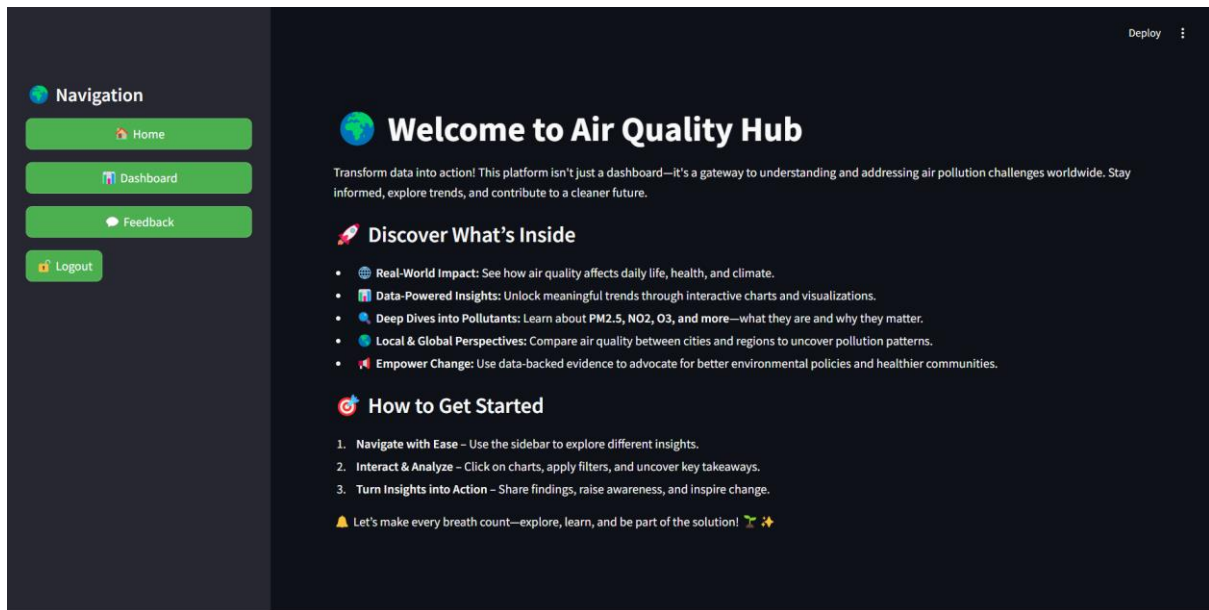 Deploy
🌍 Navigation
🏠 Home
📊 Dashboard
💬 Feedback
🔓 Logout
🌍 Welcome to Air Quality Hub
Transform data into action! This platform isn't just a dashboard—it's a gateway to understanding and addressing air pollution challenges worldwide. Stay
informed, explore trends, and contribute to a cleaner future.
🚀 Discover What's Inside
• 🌐 Real-World Impact: See how air quality affects daily life, health, and climate.
• 📊 Data-Powered Insights: Unlock meaningful trends through interactive charts and visualizations.
• 🔍 Deep Dives into Pollutants: Learn about PM2.5, NO2, O3, and more—what they are and why they matter.
• 🌎 Local & Global Perspectives: Compare air quality between cities and regions to uncover pollution patterns.
• 📢 Empower Change: Use data-backed evidence to advocate for better environmental policies and healthier communities.
🎯 How to Get Started
1. Navigate with Ease – Use the sidebar to explore different insights.
2. Interact & Analyze – Click on charts, apply filters, and uncover key takeaways.
3. Turn Insights into Action – Share findings, raise awareness, and inspire change.
🔔 Let's make every breath count—explore, learn, and be part of the solution! 🌱 ✨